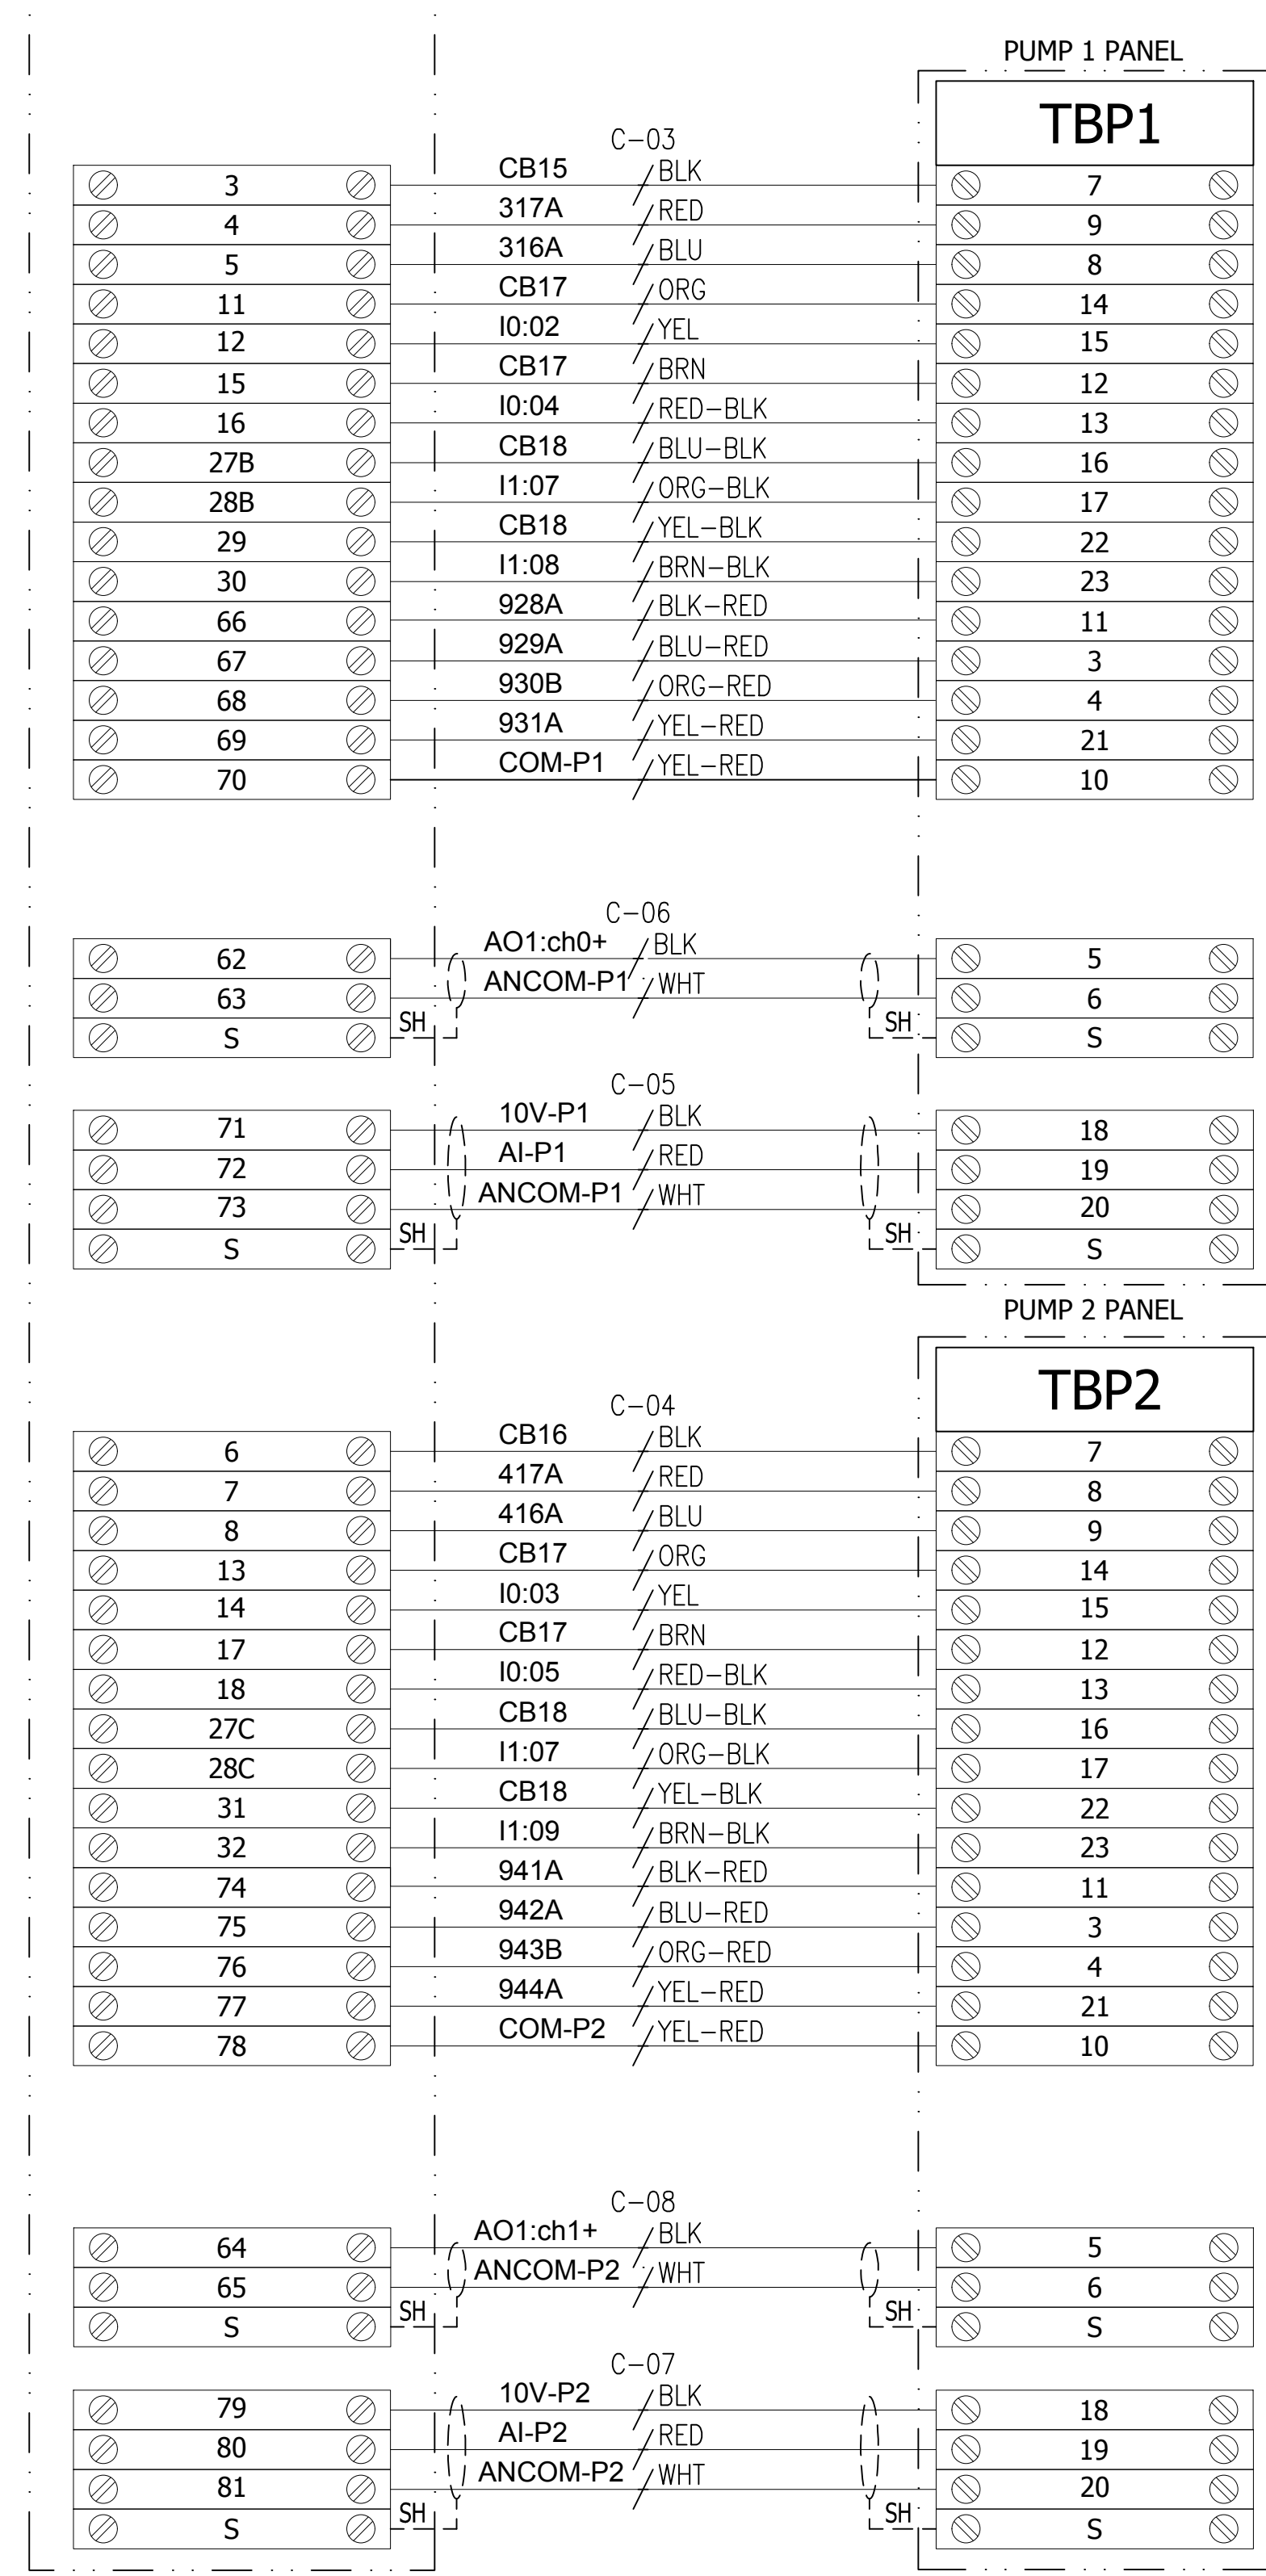 PUMP 1 PANEL
TBP1
C-03
3 CB15 BLK 7
4 317A RED 9
5 316A BLU 8
11 CB17 ORG 14
12 I0:02 YEL 15
15 CB17 BRN 12
16 I0:04 RED-BLK 13
27B CB18 BLU-BLK 16
28B I1:07 ORG-BLK 17
29 CB18 YEL-BLK 22
30 I1:08 BRN-BLK 23
66 928A BLK-RED 11
67 929A BLU-RED 3
68 930B ORG-RED 4
69 931A YEL-RED 21
70 COM-P1 YEL-RED 10
C-06
62 AO1:ch0+ BLK 5
63 ANCOM-P1 WHT 6
S SH SH S
C-05
71 10V-P1 BLK 18
72 AI-P1 RED 19
73 ANCOM-P1 WHT 20
S SH SH S
PUMP 2 PANEL
TBP2
C-04
6 CB16 BLK 7
7 417A RED 8
8 416A BLU 9
13 CB17 ORG 14
14 I0:03 YEL 15
17 CB17 BRN 12
18 I0:05 RED-BLK 13
27C CB18 BLU-BLK 16
28C I1:07 ORG-BLK 17
31 CB18 YEL-BLK 22
32 I1:09 BRN-BLK 23
74 941A BLK-RED 11
75 942A BLU-RED 3
76 943B ORG-RED 4
77 944A YEL-RED 21
78 COM-P2 YEL-RED 10
C-08
64 AO1:ch1+ BLK 5
65 ANCOM-P2 WHT 6
S SH SH S
C-07
79 10V-P2 BLK 18
80 AI-P2 RED 19
81 ANCOM-P2 WHT 20
S SH SH S